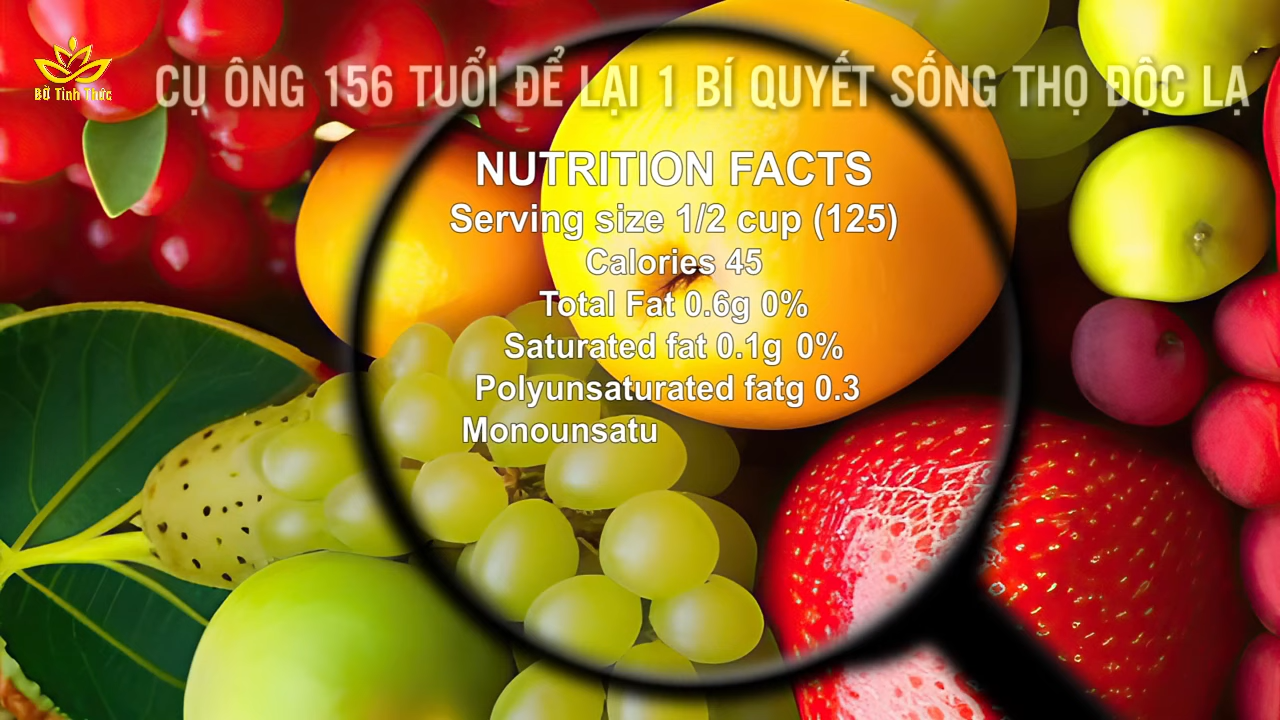 CỤ ÔNG 156 TUỔI ĐỂ LẠI 1 BÍ QUYẾT SỐNG THỌ ĐỘC LẠ
Bờ Tỉnh Thức
NUTRITION FACTS
Serving size 1/2 cup (125)
Calories 45
Total Fat 0.6g 0%
Saturated fat 0.1g 0%
Polyunsaturated fatg 0.3
Monounsatu